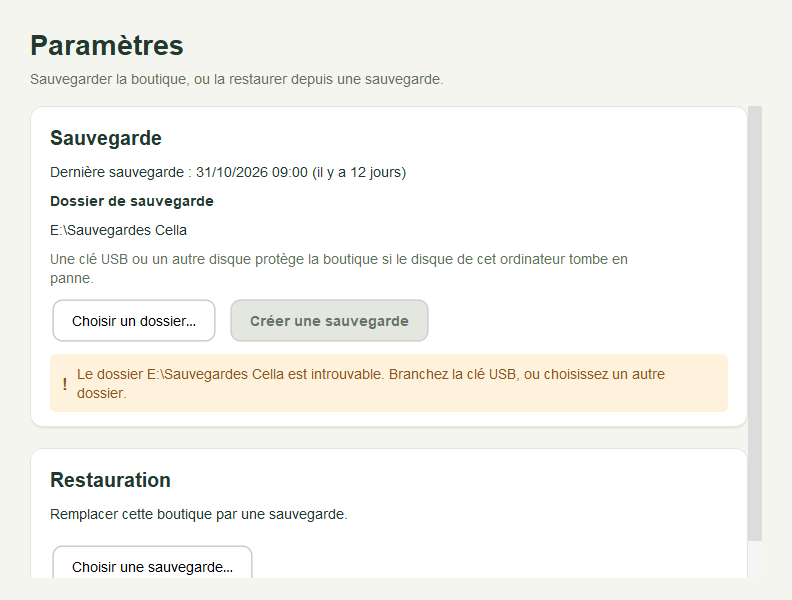 Paramètres
Sauvegarder la boutique, ou la restaurer depuis une sauvegarde.
Sauvegarde
Dernière sauvegarde : 31/10/2026 09:00 (il y a 12 jours)
Dossier de sauvegarde
E:\Sauvegardes Cella
Une clé USB ou un autre disque protège la boutique si le disque de cet ordinateur tombe en
panne.
Choisir un dossier...
Créer une sauvegarde
! Le dossier E:\Sauvegardes Cella est introuvable. Branchez la clé USB, ou choisissez un autre
dossier.
Restauration
Remplacer cette boutique par une sauvegarde.
Choisir une sauvegarde...